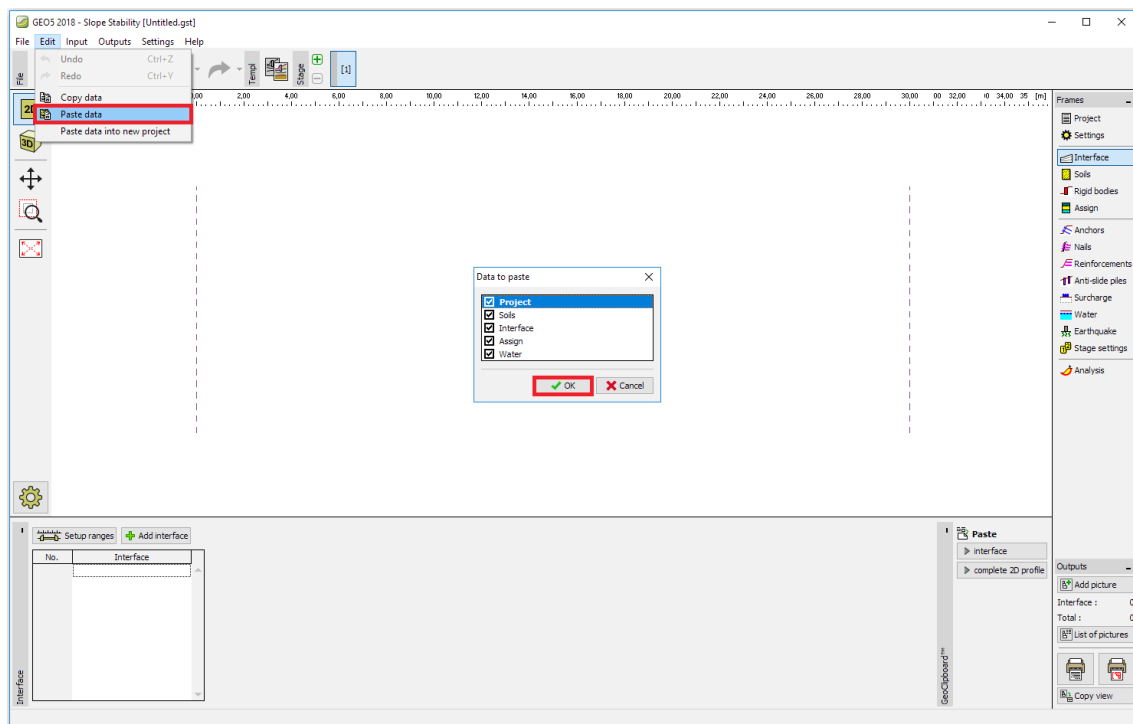 GEO5 2018 - Slope Stability [Untitled.gst]
File Edit Input Outputs Settings Help
Undo Ctrl+Z
Redo Ctrl+Y
Copy data
Paste data
Paste data into new project
File
Templ
Stage
[1]
,00 2,00 4,00 6,00 8,00 10,00 12,00 14,00 16,00 18,00 20,00 22,00 24,00 26,00 28,00 30,00 00 32,00 34,00 35 [m]
3D
Frames
Project
Settings
Interface
Soils
Rigid bodies
Assign
Anchors
Nails
Reinforcements
Anti-slide piles
Surcharge
Water
Earthquake
Stage settings
Analysis
Data to paste
Project
Soils
Interface
Assign
Water
OK Cancel
Interface
Setup ranges Add interface
No. Interface
GeoClipboard™
Paste
interface
complete 2D profile
Outputs
Add picture
Interface : 0
Total : 0
List of pictures
Copy view